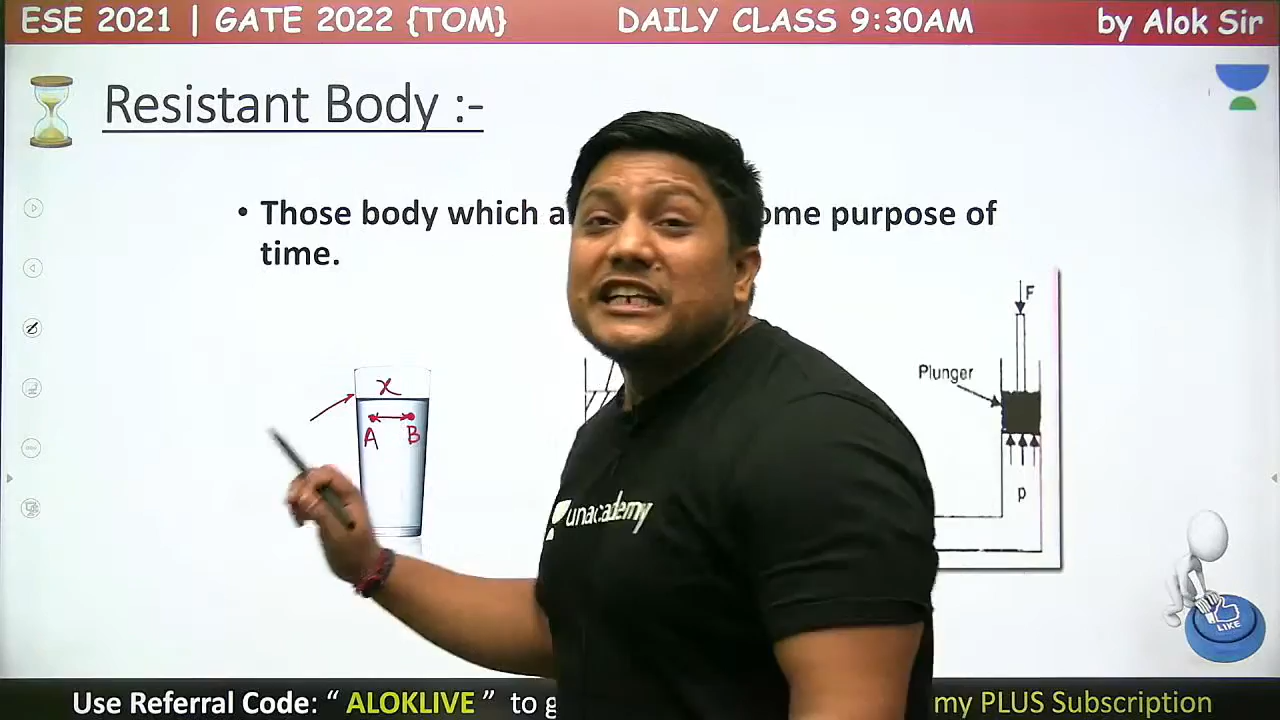 ESE 2021 | GATE 2022 {TOM} DAILY CLASS 9:30AM by Alok Sir
Resistant Body :-
• Those body which a ome purpose of
time.
F
Plunger
x
A B
p
unacademy
LIKE
Use Referral Code: “ ALOKLIVE ” to g my PLUS Subscription